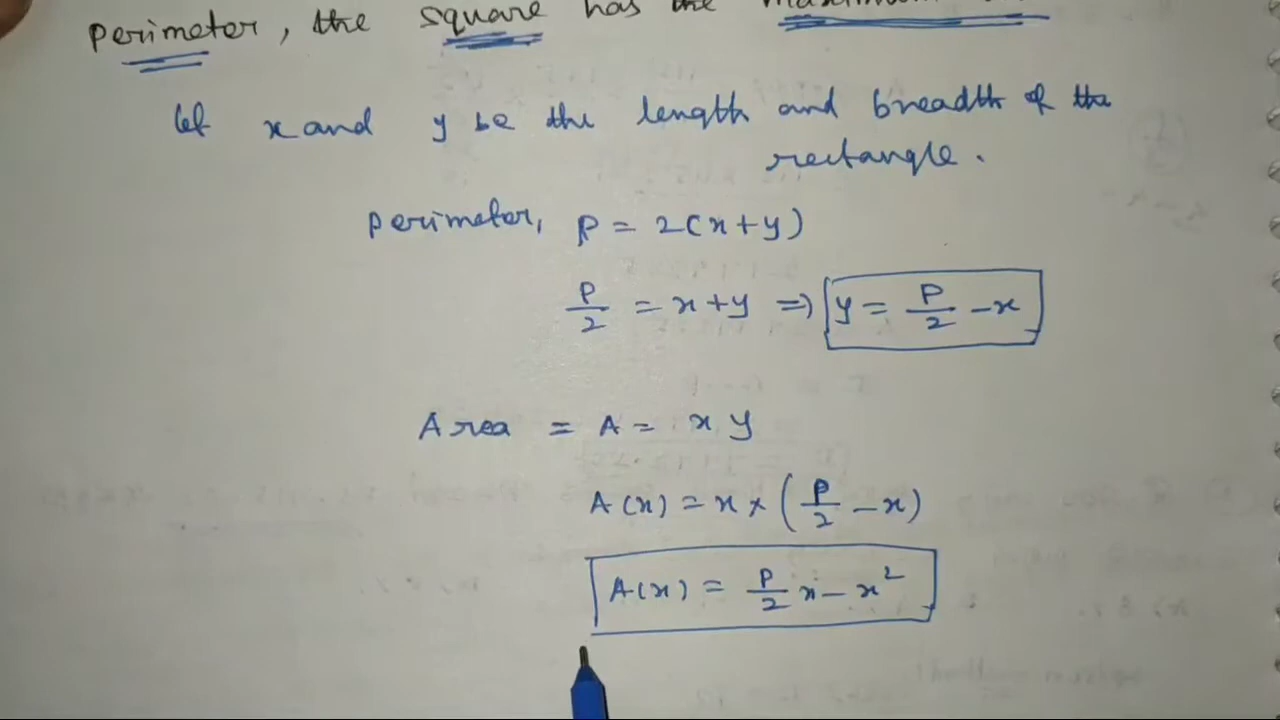 perimeter, the square has the maximum
Let x and y be the length and breadth of the
rectangle.
perimeter, P = 2(x+y)
P/2 = x+y ⇒ y = P/2 - x
Area = A = x y
A(x) = x × (P/2 - x)
A(x) = P/2 x - x²